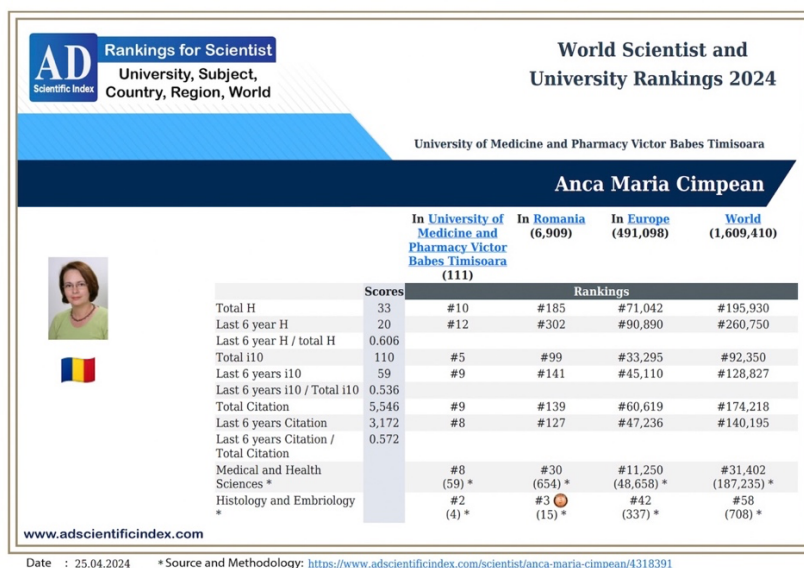 AD
Scientific Index
Rankings for Scientist
University, Subject,
Country, Region, World
World Scientist and
University Rankings 2024
University of Medicine and Pharmacy Victor Babes Timisoara
Anca Maria Cimpean
In University of Medicine and Pharmacy Victor Babes Timisoara (111) In Romania (6,909) In Europe (491,098) World (1,609,410)
Scores Rankings
Total H 33 #10 #185 #71,042 #195,930
Last 6 year H 20 #12 #302 #90,890 #260,750
Last 6 year H / total H 0.606
Total i10 110 #5 #99 #33,295 #92,350
Last 6 years i10 59 #9 #141 #45,110 #128,827
Last 6 years i10 / Total i10 0.536
Total Citation 5,546 #9 #139 #60,619 #174,218
Last 6 years Citation 3,172 #8 #127 #47,236 #140,195
Last 6 years Citation / 0.572
Total Citation
Medical and Health #8 #30 #11,250 #31,402
Sciences * (59) * (654) * (48,658) * (187,235) *
Histology and Embriology #2 #3 #42 #58
* (4) * (15) * (337) * (708) *
www.adscientificindex.com
Date : 25.04.2024 *Source and Methodology: https://www.adscientificindex.com/scientist/anca-maria-cimpean/4318391